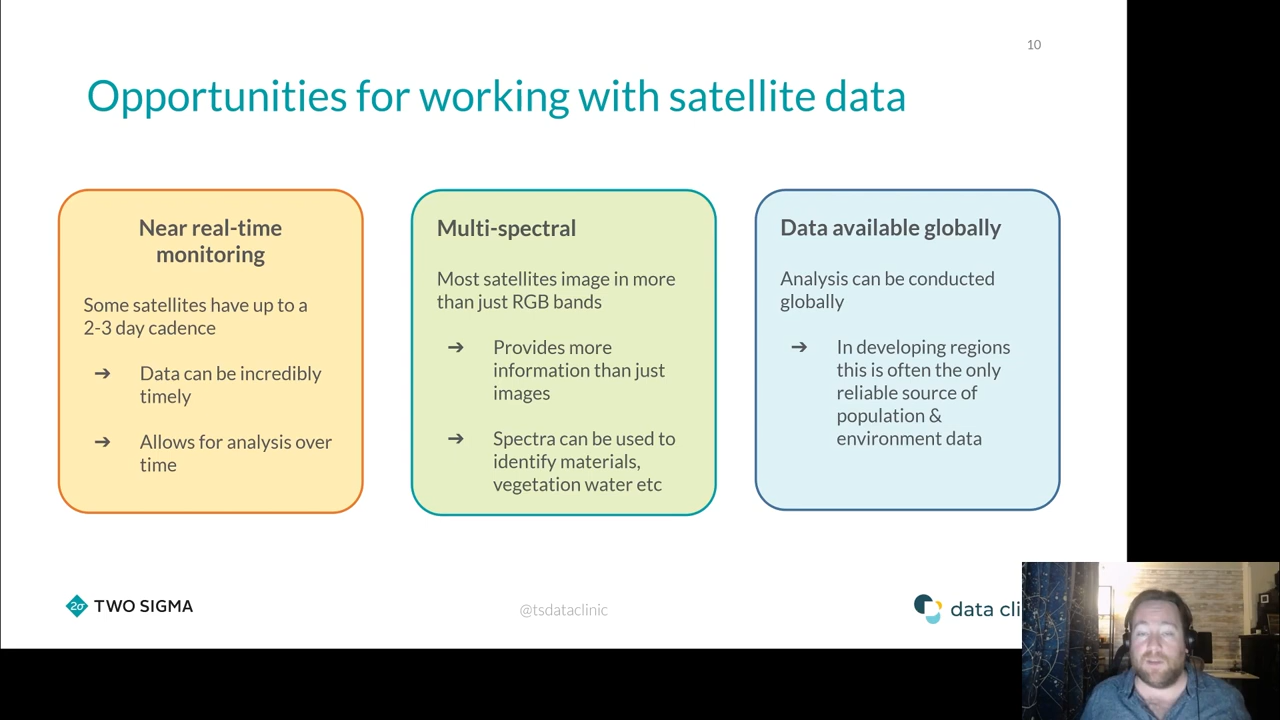 10
Opportunities for working with satellite data
Near real-time
monitoring
Some satellites have up to a
2-3 day cadence
➔ Data can be incredibly
timely
➔ Allows for analysis over
time
Multi-spectral
Most satellites image in more
than just RGB bands
➔ Provides more
information than just
images
➔ Spectra can be used to
identify materials,
vegetation water etc
Data available globally
Analysis can be conducted
globally
➔ In developing regions
this is often the only
reliable source of
population &
environment data
2σ TWO SIGMA
@tsdataclinic
data cli